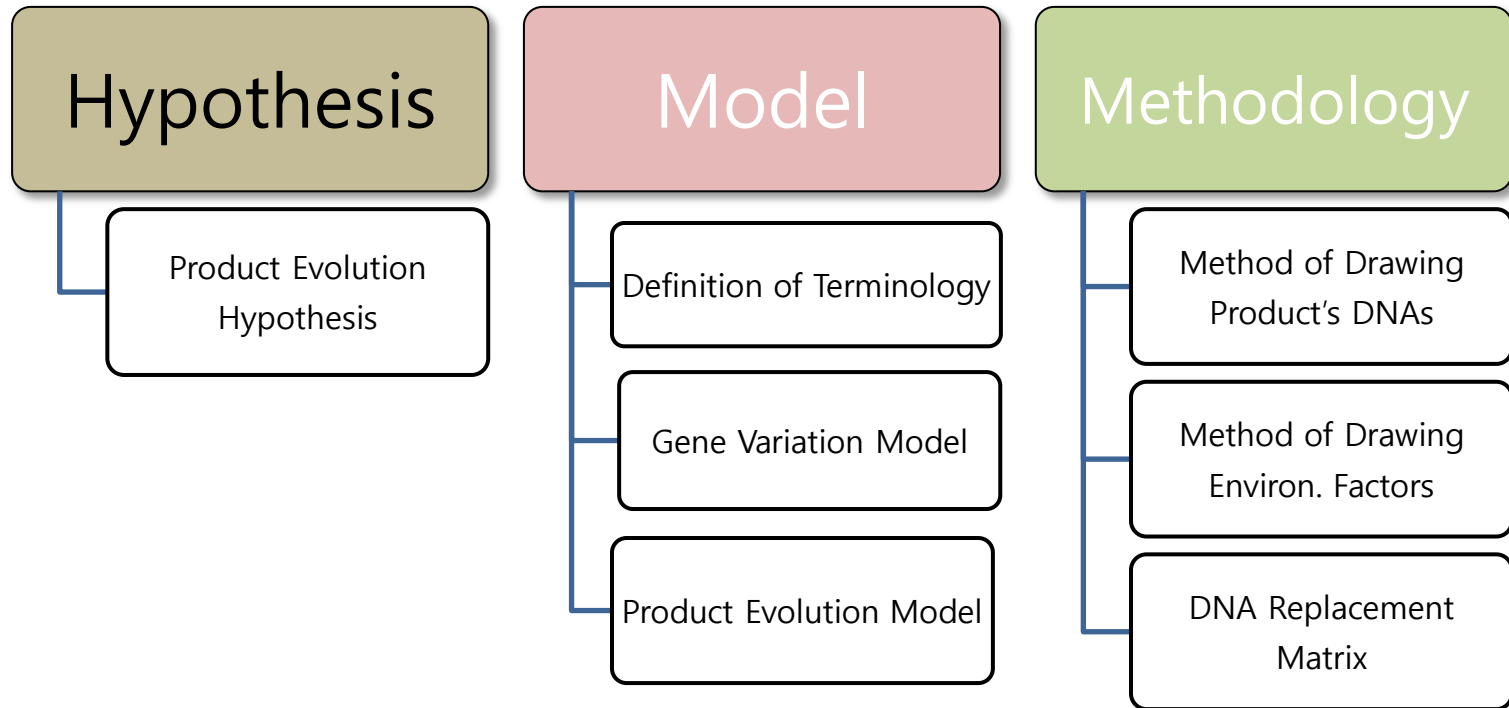 Hypothesis
Product Evolution
Hypothesis
Model
Definition of Terminology
Gene Variation Model
Product Evolution Model
Methodology
Method of Drawing
Product’s DNAs
Method of Drawing
Environ. Factors
DNA Replacement
Matrix